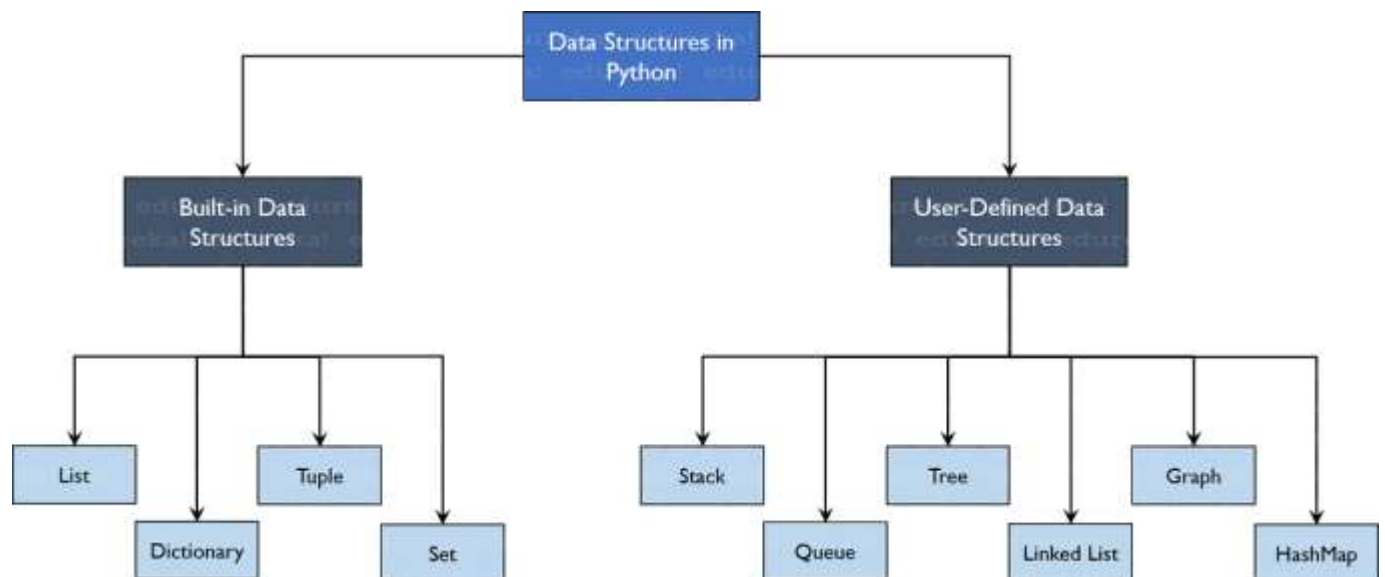 Data Structures in
Python
Built-in Data
Structures
User-Defined Data
Structures
List
Tuple
Stack
Tree
Graph
Dictionary
Set
Queue
Linked List
HashMap